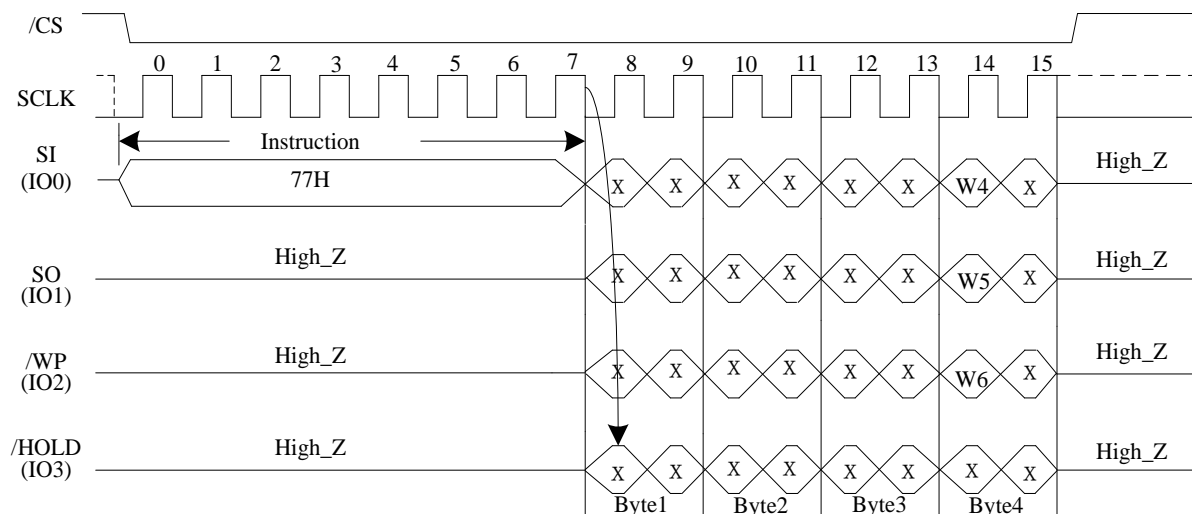 /CS
0 1 2 3 4 5 6 7 8 9 10 11 12 13 14 15
SCLK
Instruction
SI
(IO0)
77H
X X X X X X W4 X
High_Z
SO
(IO1)
High_Z
X X X X X X W5 X
High_Z
/WP
(IO2)
High_Z
X X X X X X W6 X
High_Z
/HOLD
(IO3)
High_Z
X X X X X X X X
High_Z
Byte1 Byte2 Byte3 Byte4